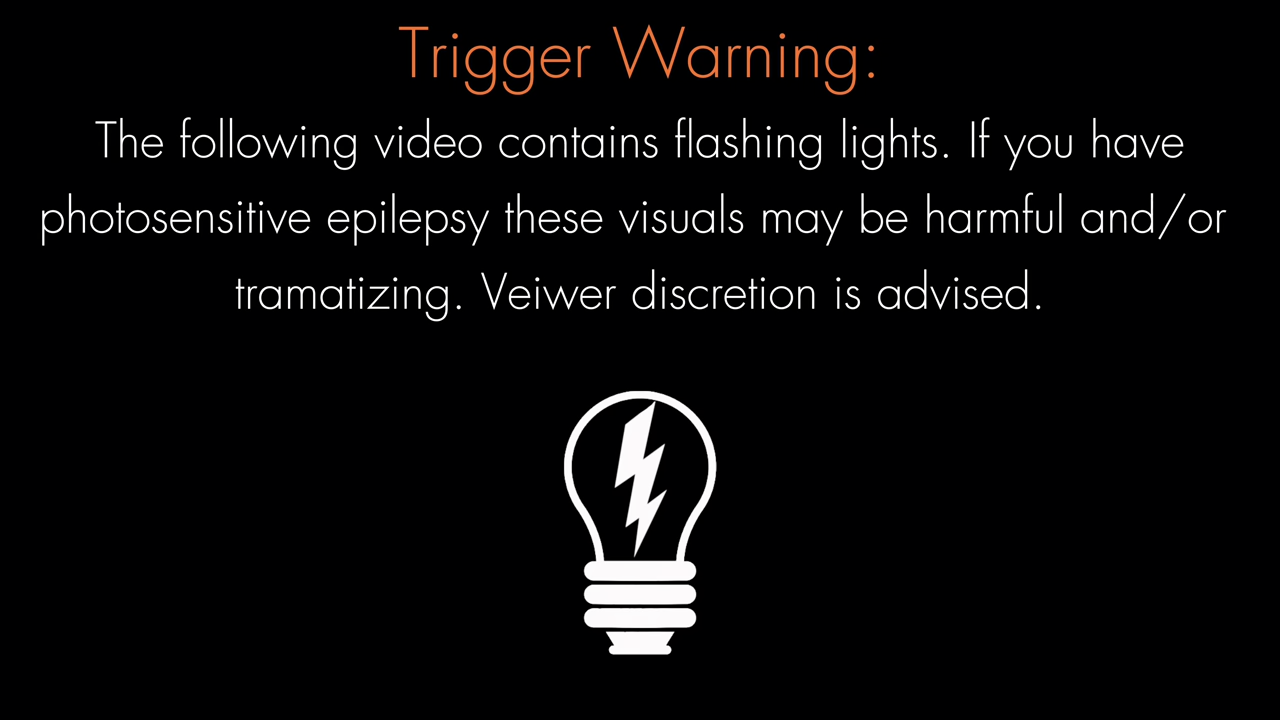 Trigger Warning:
The following video contains flashing lights. If you have
photosensitive epilepsy these visuals may be harmful and/or
tramatizing. Veiwer discretion is advised.